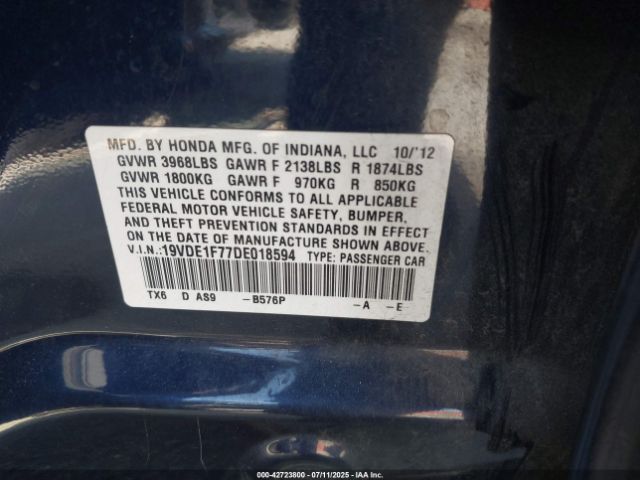 MFD. BY HONDA MFG. OF INDIANA, LLC 10/'12
GVWR 3968LBS GAWR F 2138LBS R 1874LBS
GVWR 1800KG GAWR F 970KG R 850KG
THIS VEHICLE CONFORMS TO ALL APPLICABLE
FEDERAL MOTOR VEHICLE SAFETY, BUMPER,
AND THEFT PREVENTION STANDARDS IN EFFECT
ON THE DATE OF MANUFACTURE SHOWN ABOVE.
V.I.N.:19VDE1F77DE018594 TYPE: PASSENGER CAR
TX6 D AS9 -B576P -A -E
000-42723800 - 07/11/2025 - IAA Inc.